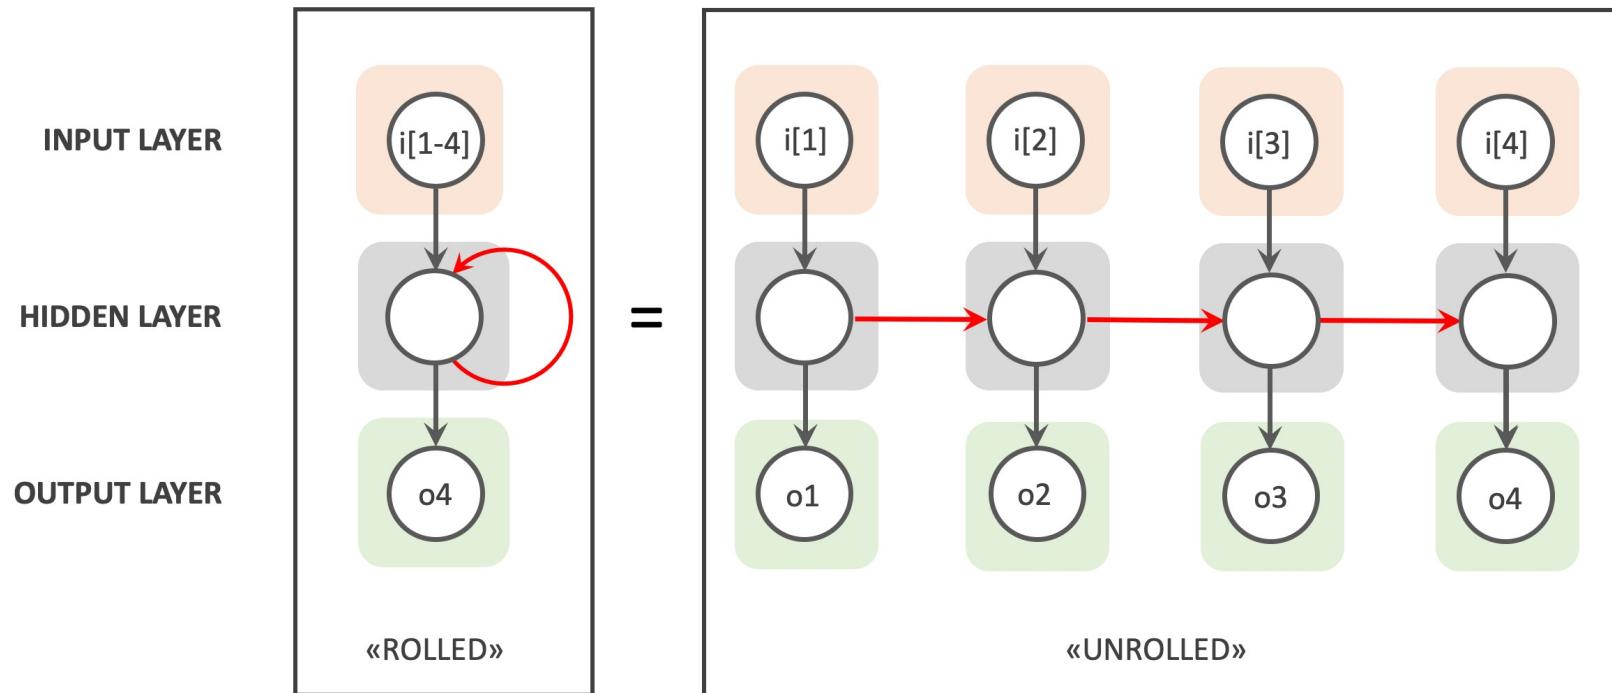 INPUT LAYER
i[1-4]
i[1]
i[2]
i[3]
i[4]
HIDDEN LAYER
=
OUTPUT LAYER
o4
o1
o2
o3
o4
«ROLLED»
«UNROLLED»